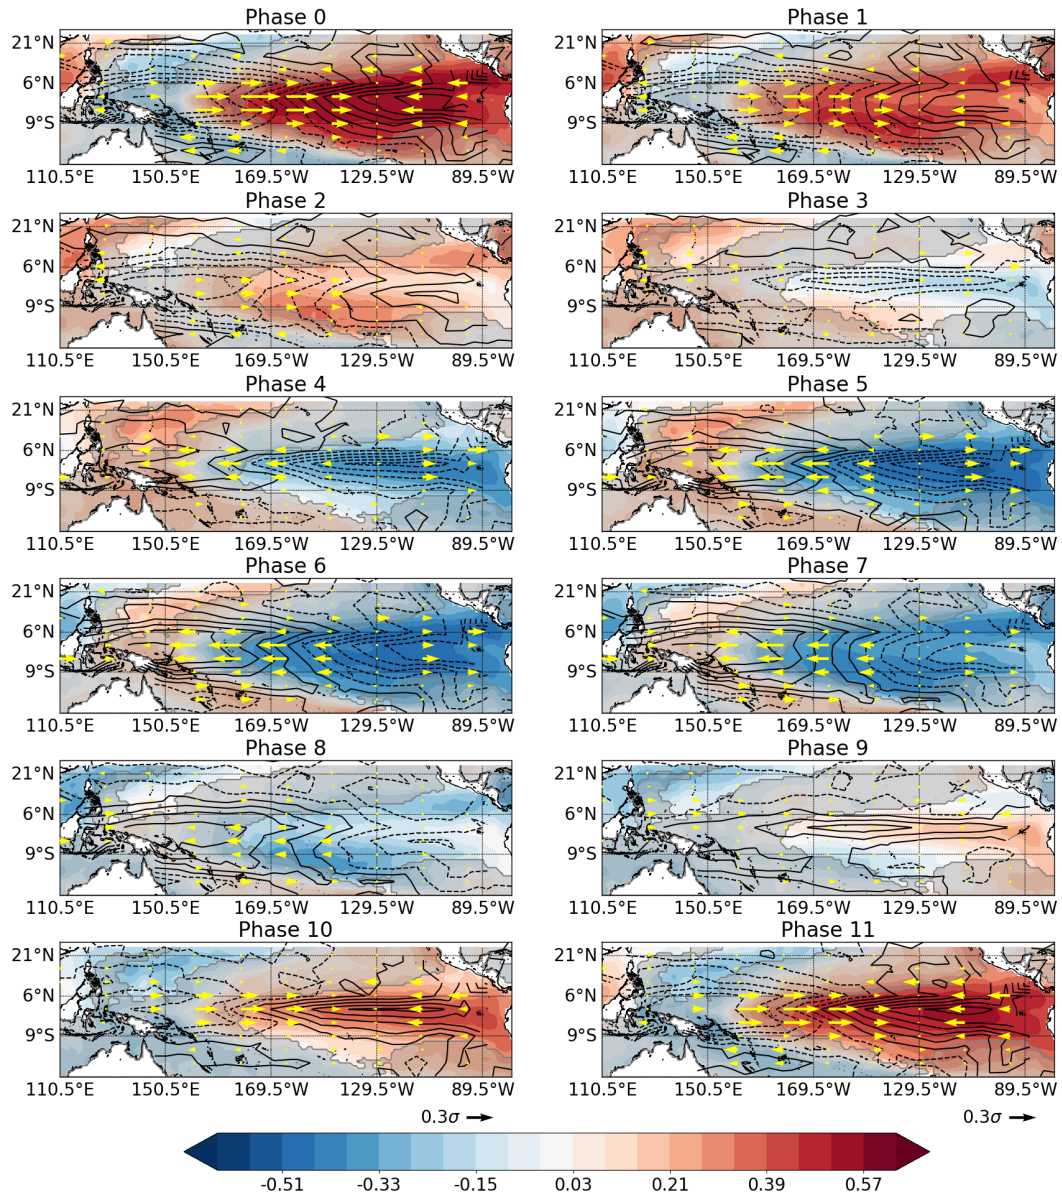 Phase 0 Phase 1
21°N 21°N
6°N 6°N
9°S 9°S
110.5°E 150.5°E 169.5°W 129.5°W 89.5°W 110.5°E 150.5°E 169.5°W 129.5°W 89.5°W
Phase 2 Phase 3
21°N 21°N
6°N 6°N
9°S 9°S
110.5°E 150.5°E 169.5°W 129.5°W 89.5°W 110.5°E 150.5°E 169.5°W 129.5°W 89.5°W
Phase 4 Phase 5
21°N 21°N
6°N 6°N
9°S 9°S
110.5°E 150.5°E 169.5°W 129.5°W 89.5°W 110.5°E 150.5°E 169.5°W 129.5°W 89.5°W
Phase 6 Phase 7
21°N 21°N
6°N 6°N
9°S 9°S
110.5°E 150.5°E 169.5°W 129.5°W 89.5°W 110.5°E 150.5°E 169.5°W 129.5°W 89.5°W
Phase 8 Phase 9
21°N 21°N
6°N 6°N
9°S 9°S
110.5°E 150.5°E 169.5°W 129.5°W 89.5°W 110.5°E 150.5°E 169.5°W 129.5°W 89.5°W
Phase 10 Phase 11
21°N 21°N
6°N 6°N
9°S 9°S
110.5°E 150.5°E 169.5°W 129.5°W 89.5°W 110.5°E 150.5°E 169.5°W 129.5°W 89.5°W
0.3σ 0.3σ
-0.51 -0.33 -0.15 0.03 0.21 0.39 0.57